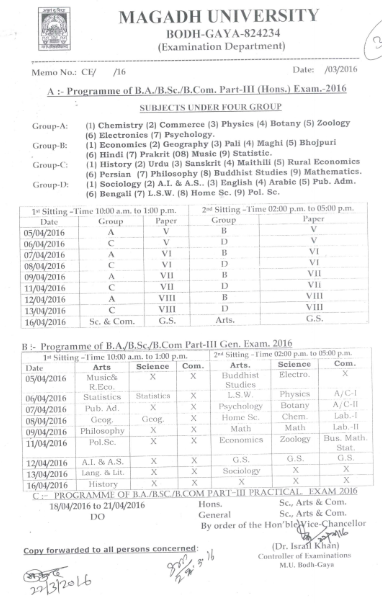 MAGADH UNIVERSITY
BODH-GAYA-824234
(Examination Department)
Memo No.: CE/ /16 Date: /03/2016
A :- Programme of B.A./B.Sc./B.Com. Part-III (Hons.) Exam.-2016
SUBJECTS UNDER FOUR GROUP
Group-A: (1) Chemistry (2) Commerce (3) Physics (4) Botany (5) Zoology
(6) Electronics (7) Psychology.
Group-B: (1) Economics (2) Geography (3) Pali (4) Maghi (5) Bhojpuri
(6) Hindi (7) Prakrit (08) Music (9) Statistic.
Group-C: (1) History (2) Urdu (3) Sanskrit (4) Maithili (5) Rural Economics
(6) Persian (7) Philosophy (8) Buddhist Studies (9) Mathematics.
Group-D: (1) Sociology (2) A.I. & A.S.. (3) English (4) Arabic (5) Pub. Adm.
(6) Bengali (7) L.S.W. (8) Home Sc. (9) Pol. Sc.
1st Sitting -Time 10:00 a.m. to 1:00 p.m. 2nd Sitting -Time 02:00 p.m. to 05:00 p.m.
Date Group Paper Group Paper
05/04/2016 A V B V
06/04/2016 C V D V
07/04/2016 A VI B VI
08/04/2016 C VI D VI
09/04/2016 A VII B VII
11/04/2016 C VII D VII
12/04/2016 A VIII B VIII
13/04/2016 C VIII D VIII
16/04/2016 Sc. & Com. G.S. Arts. G.S.
B :- Programme of B.A./B.Sc./B.Com Part-III Gen. Exam. 2016
1st Sitting -Time 10:00 a.m. to 1:00 p.m. 2nd Sitting -Time 02:00 p.m. to 05:00 p.m.
Date Arts Science Com. Arts. Science Com.
05/04/2016 Music& R.Eco. X X Buddhist Studies Electro. X
06/04/2016 Statistics Statistics X L.S.W. Physics A/C-I
07/04/2016 Pub. Ad. X X Psychology Botany A/C-II
08/04/2016 Geog. Geog. X Home Sc. Chem. Lab.-I
09/04/2016 Philosophy X X Math Math Lab.-II
11/04/2016 Pol.Sc. X X Economics Zoology Bus. Math. Stat.
12/04/2016 A.I. & A.S. X X G.S. G.S. G.S.
13/04/2016 Lang. & Lit. X X Sociology X X
16/04/2016 History X X X X X
C :- PROGRAMME OF B.A./B.SC./B.COM PART-III PRACTICAL EXAM 2016
18/04/2016 to 21/04/2016 Hons. Sc., Arts & Com
DO General Sc., Arts & Com
By order of the Hon'ble Vice-Chancellor
(Dr. Israil Khan)
Controller of Examinations
M.U. Bodh-Gaya
Copy forwarded to all persons concerned:
22/3/2016